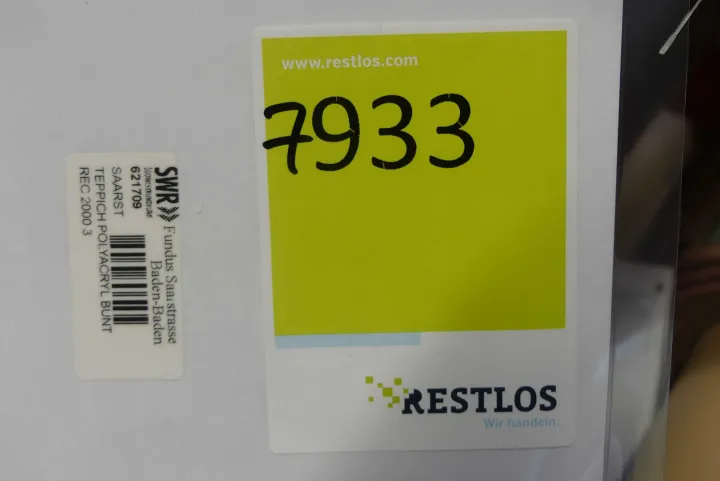 www.restlos.com
7933
RESTLOS
Wir handeln.
SWR»
SÜDWESTRUNDFUNK
Fundus Saarstrasse
Baden-Baden
621709
SAARST
TEPPICH POLYACRYL BUNT
REC 2000 3